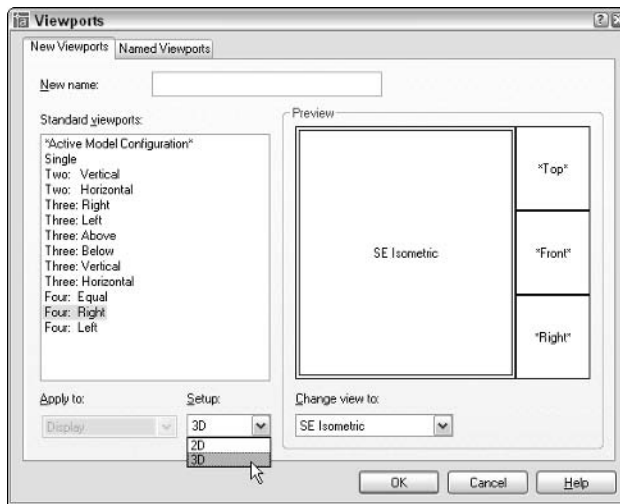 Viewports
New Viewports
Named Viewports
New name:
Standard viewports:
*Active Model Configuration*
Single
Two: Vertical
Two: Horizontal
Three: Right
Three: Left
Three: Above
Three: Below
Three: Vertical
Three: Horizontal
Four: Equal
Four: Right
Four: Left
Preview
SE Isometric
*Top*
*Front*
*Right*
Apply to:
Display
Setup:
3D
2D
3D
Change view to:
SE Isometric
OK
Cancel
Help